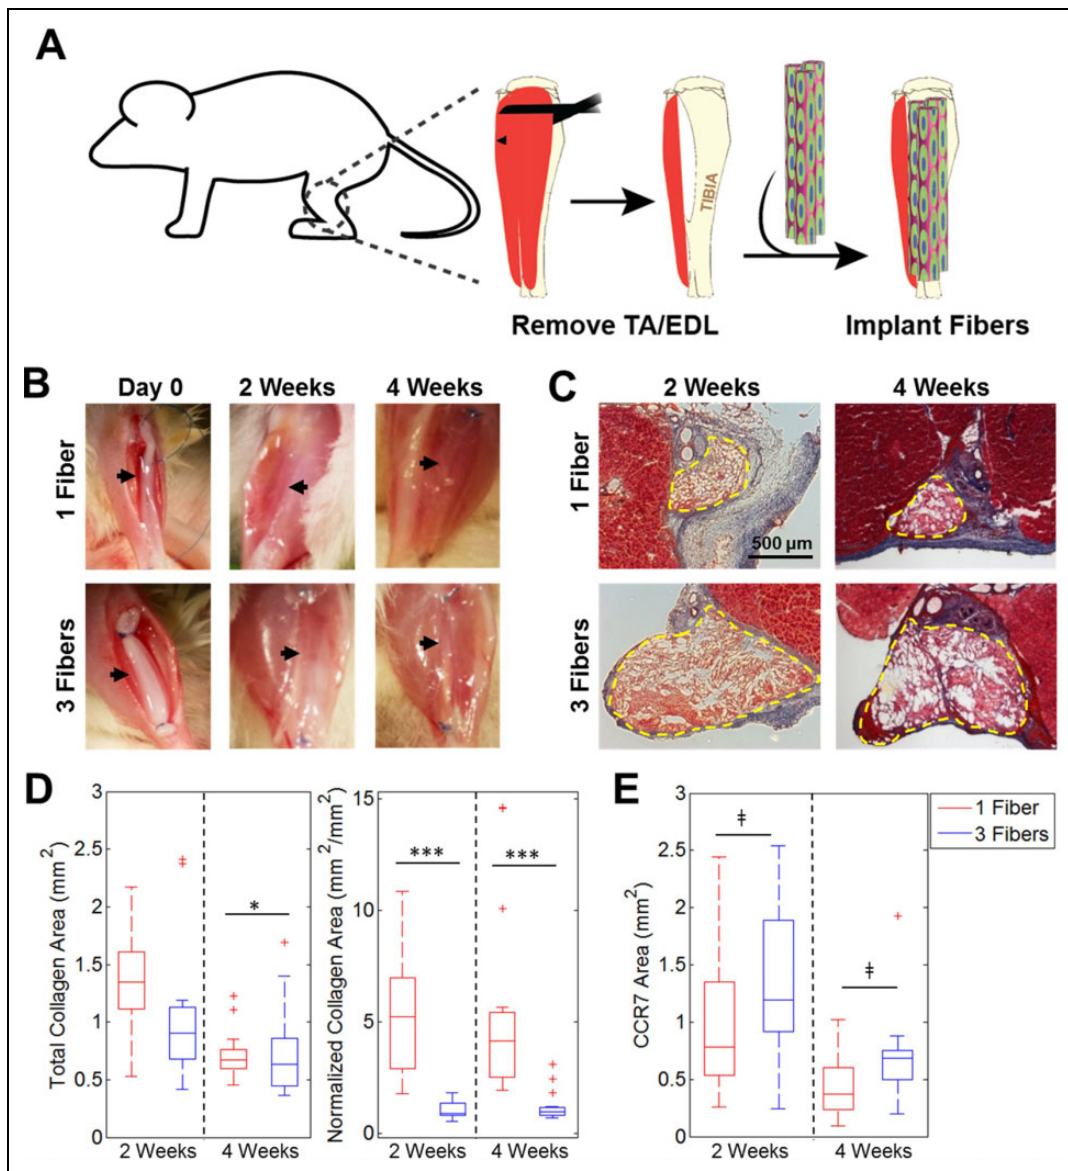 A
TIBIA
Remove TA/EDL
Implant Fibers
B
Day 0
2 Weeks
4 Weeks
1 Fiber
3 Fibers
C
2 Weeks
4 Weeks
1 Fiber
500 µm
3 Fibers
D
Total Collagen Area (mm²)
3
2.5
2
1.5
1
0.5
0
*
2 Weeks
4 Weeks
Normalized Collagen Area (mm²/mm²)
15
10
5
0
***
***
2 Weeks
4 Weeks
E
CCR7 Area (mm²)
3
2.5
2
1.5
1
0.5
0
ǂ
ǂ
2 Weeks
4 Weeks
1 Fiber
3 Fibers